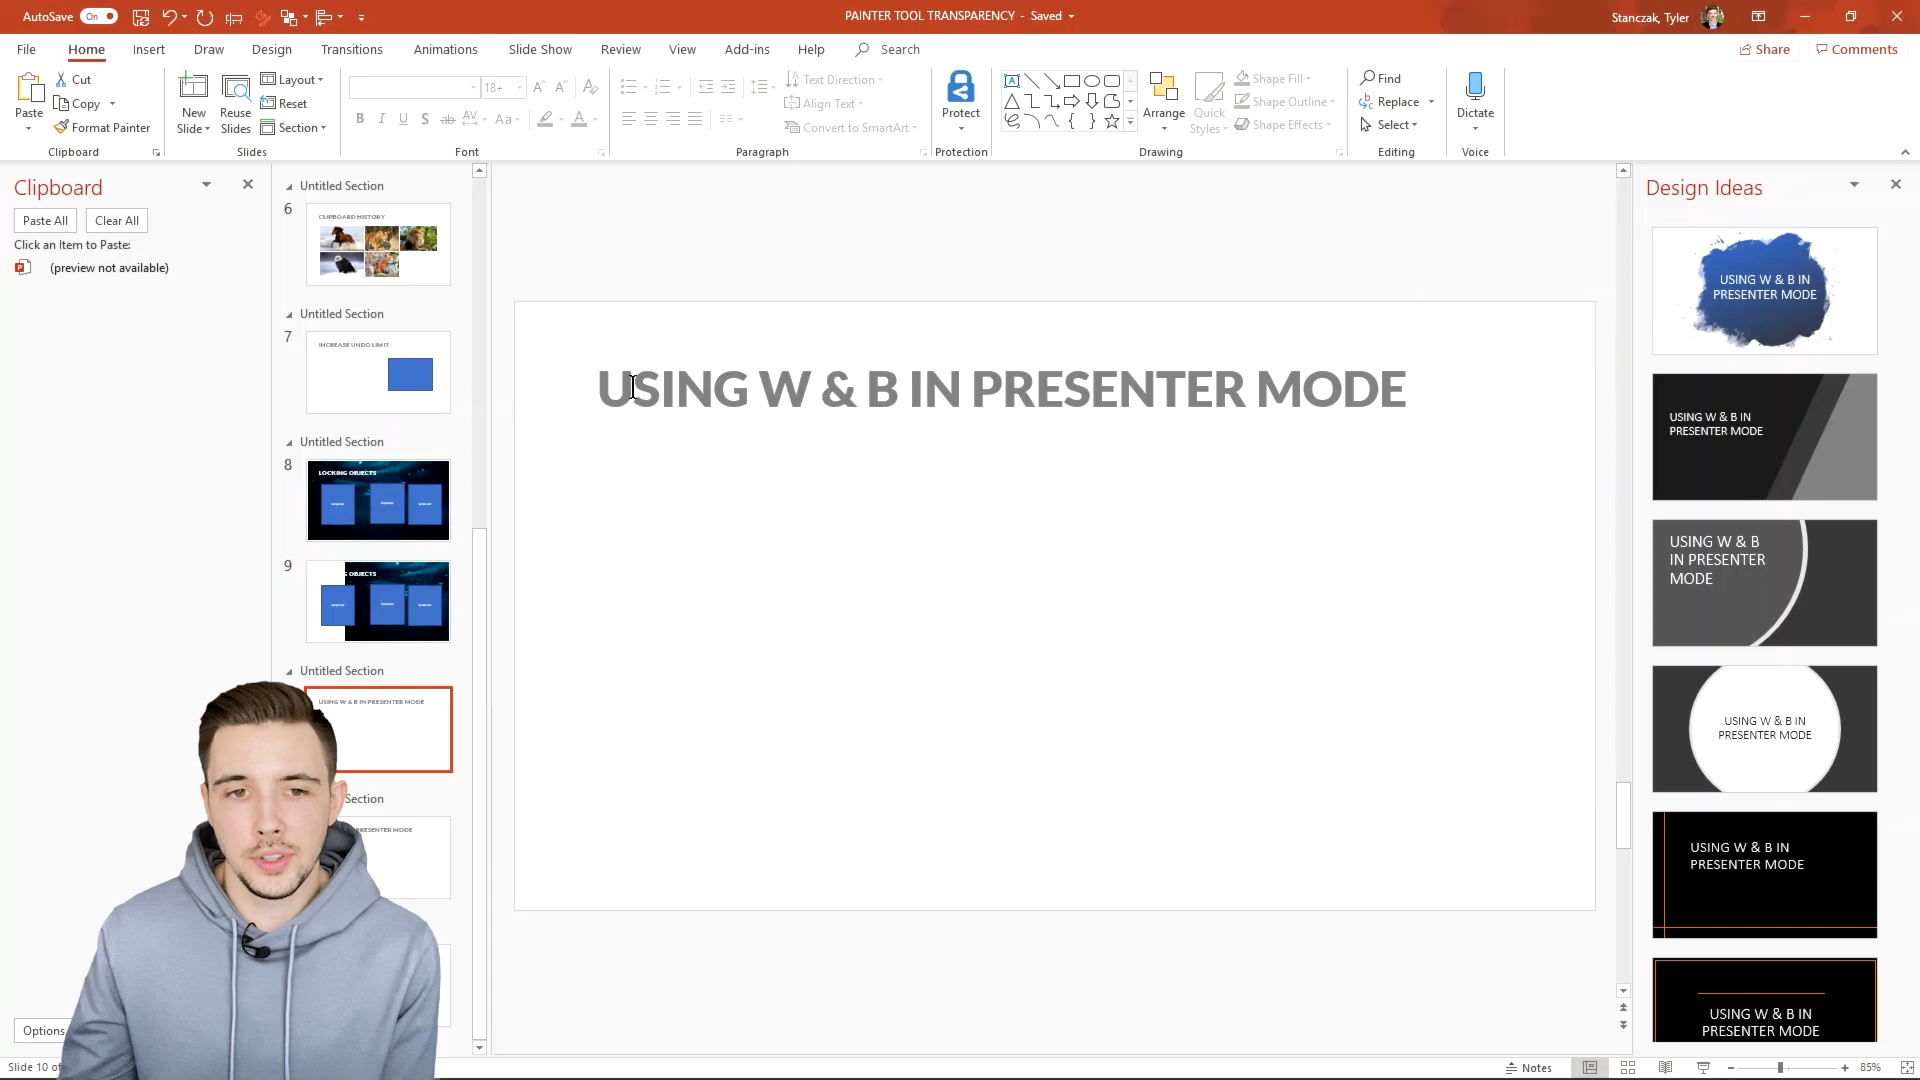 AutoSave On
PAINTER TOOL TRANSPARENCY - Saved
Stanczak, Tyler
File Home Insert Draw Design Transitions Animations Slide Show Review View Add-ins Help Search
Share Comments
Paste
Cut
Copy
Format Painter
Clipboard
New Slide
Reuse Slides
Layout
Reset
Section
Slides
18+
Font
Text Direction
Align Text
Convert to SmartArt
Paragraph
Protect
Protection
Arrange
Quick Styles
Shape Fill
Shape Outline
Shape Effects
Drawing
Find
Replace
Select
Editing
Dictate
Voice
Clipboard
Paste All Clear All
Click an Item to Paste:
(preview not available)
Options
Untitled Section
6
CLIPBOARD HISTORY
Untitled Section
7
INCREASE UNDO LIMIT
Untitled Section
8
LOCKING OBJECTS
9
OBJECTS
Untitled Section
USING W & B IN PRESENTER MODE
Section
PRESENTER MODE
USING W & B IN PRESENTER MODE
Design Ideas
USING W & B IN
PRESENTER MODE
USING W & B IN
PRESENTER MODE
USING W & B
IN PRESENTER
MODE
USING W & B IN
PRESENTER MODE
USING W & B IN
PRESENTER MODE
USING W & B IN
PRESENTER MODE
Slide 10 of
Notes
85%